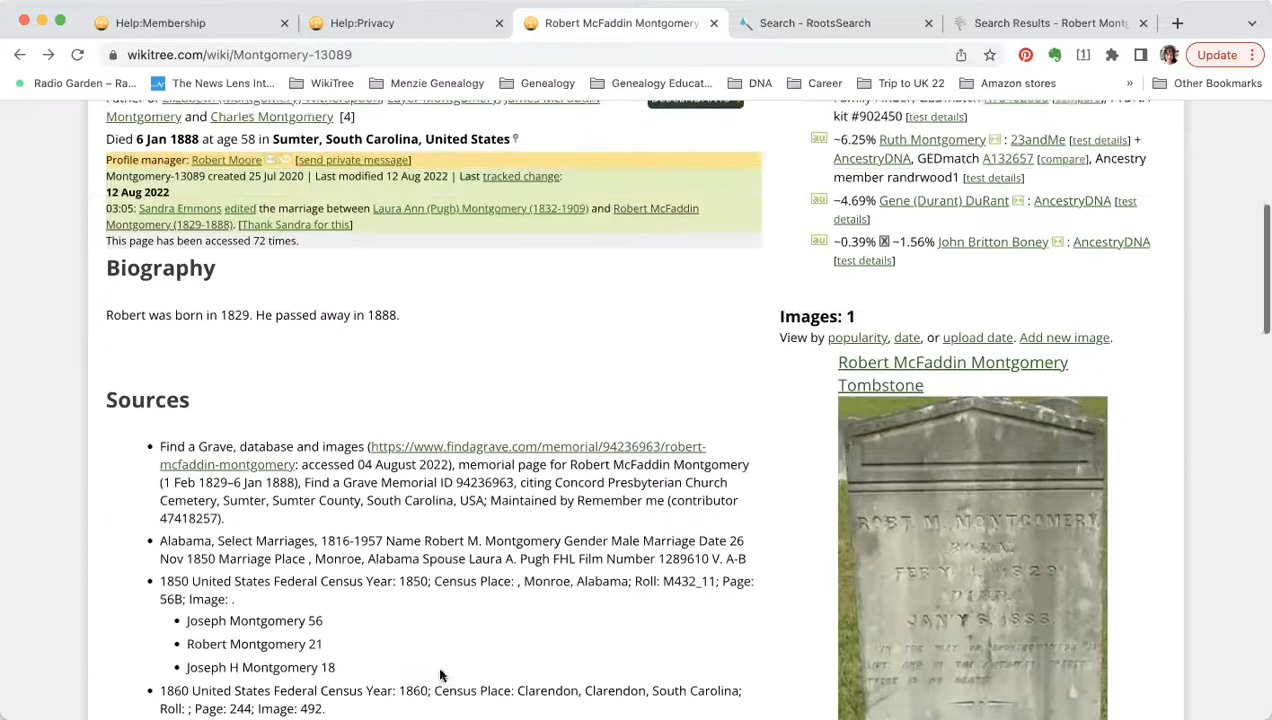 Help:Membership
Help:Privacy
Robert McFaddin Montgomery
Search - RootsSearch
Search Results - Robert Mont
wikitree.com/wiki/Montgomery-13089
Update
Radio Garden – Ra...
The News Lens Int...
WikiTree
Menzie Genealogy
Genealogy
Genealogy Educat...
DNA
Career
Trip to UK 22
Amazon stores
»
Other Bookmarks
Father of Elizabeth (Montgomery) Witherspoon, Layer Montgomery, James McFaddin
Montgomery and Charles Montgomery [4]
DESCENDANTS
Died 6 Jan 1888 at age 58 in Sumter, South Carolina, United States
Profile manager: Robert Moore [send private message]
Montgomery-13089 created 25 Jul 2020 | Last modified 12 Aug 2022 | Last tracked change:
12 Aug 2022
03:05: Sandra Emmons edited the marriage between Laura Ann (Pugh) Montgomery (1832-1909) and Robert McFaddin
Montgomery (1829-1888). [Thank Sandra for this]
This page has been accessed 72 times.
Biography
Robert was born in 1829. He passed away in 1888.
Sources
• Find a Grave, database and images (https://www.findagrave.com/memorial/94236963/robert-
mcfaddin-montgomery: accessed 04 August 2022), memorial page for Robert McFaddin Montgomery
(1 Feb 1829–6 Jan 1888), Find a Grave Memorial ID 94236963, citing Concord Presbyterian Church
Cemetery, Sumter, Sumter County, South Carolina, USA; Maintained by Remember me (contributor
47418257).
• Alabama, Select Marriages, 1816-1957 Name Robert M. Montgomery Gender Male Marriage Date 26
Nov 1850 Marriage Place , Monroe, Alabama Spouse Laura A. Pugh FHL Film Number 1289610 V. A-B
• 1850 United States Federal Census Year: 1850; Census Place: , Monroe, Alabama; Roll: M432_11; Page:
56B; Image: .
• Joseph Montgomery 56
• Robert Montgomery 21
• Joseph H Montgomery 18
• 1860 United States Federal Census Year: 1860; Census Place: Clarendon, Clarendon, South Carolina;
Roll: ; Page: 244; Image: 492.
kit #902450 [test details]
au ~6.25% Ruth Montgomery : 23andMe [test details] +
AncestryDNA, GEDmatch A132657 [compare], Ancestry
member randrwood1 [test details]
au ~4.69% Gene (Durant) DuRant : AncestryDNA [test
details]
au ~0.39% X ~1.56% John Britton Boney : AncestryDNA
[test details]
Images: 1
View by popularity, date, or upload date. Add new image.
Robert McFaddin Montgomery
Tombstone
ROBT. M. MONTGOMERY
BORN
FEB'Y 1, 1829
DIED
JAN'Y 6, 1888.